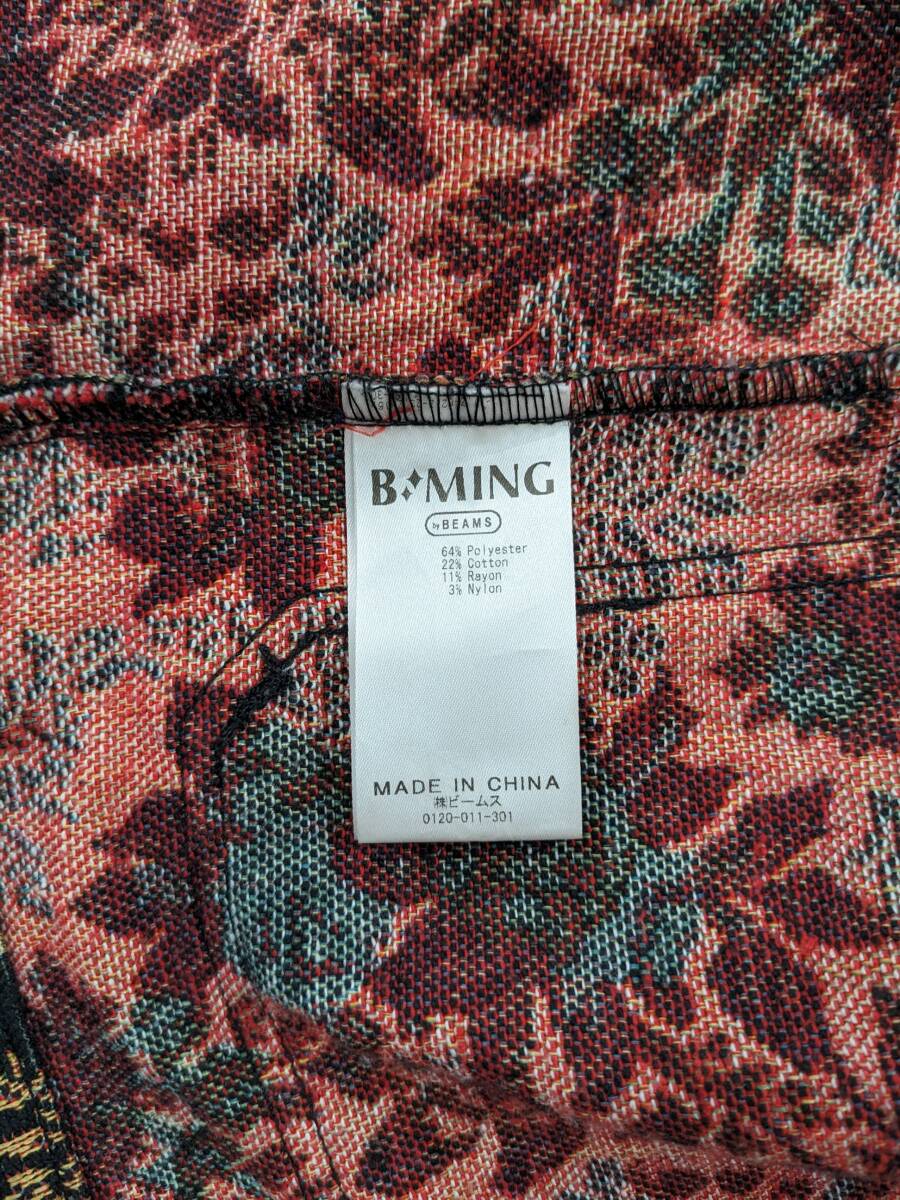 B MING
by BEAMS
64% Polyester
22% Cotton
11% Rayon
3% Nylon
MADE IN CHINA
㈱ビームス
0120-011-301